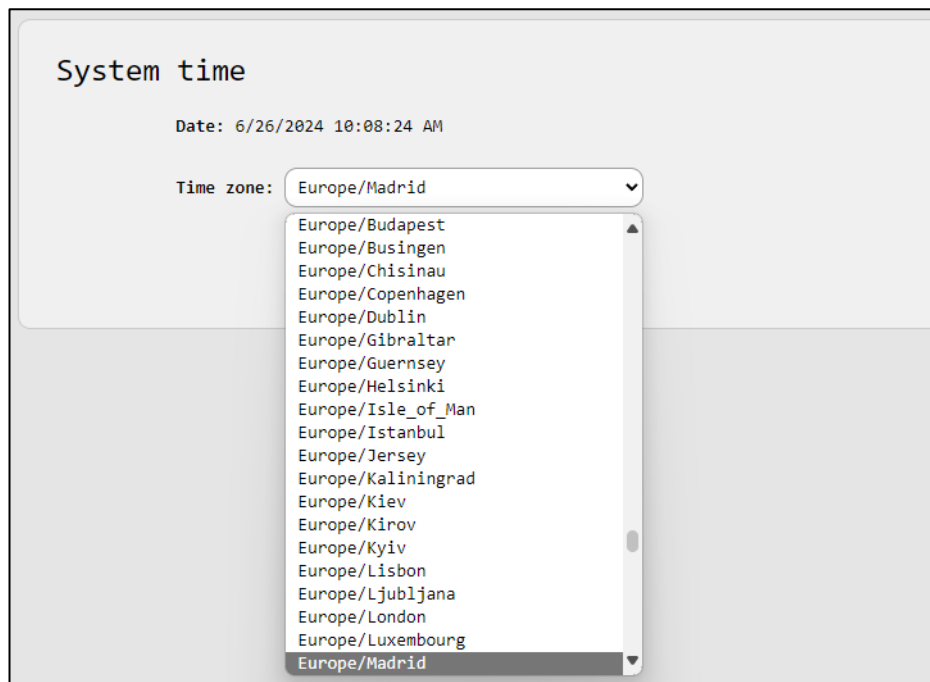 System time
Date: 6/26/2024 10:08:24 AM
Time zone: Europe/Madrid
Europe/Budapest
Europe/Busingen
Europe/Chisinau
Europe/Copenhagen
Europe/Dublin
Europe/Gibraltar
Europe/Guernsey
Europe/Helsinki
Europe/Isle_of_Man
Europe/Istanbul
Europe/Jersey
Europe/Kaliningrad
Europe/Kiev
Europe/Kirov
Europe/Kyiv
Europe/Lisbon
Europe/Ljubljana
Europe/London
Europe/Luxembourg
Europe/Madrid